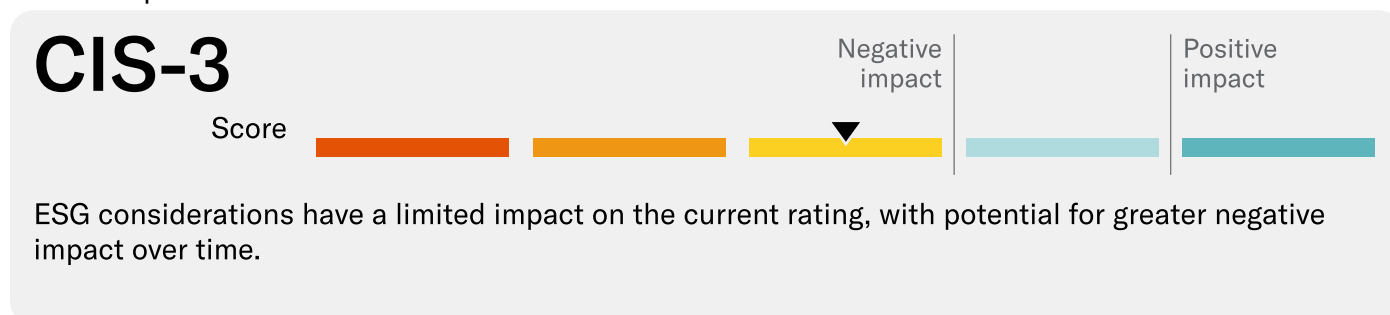 CIS-3
Negative
impact
Positive
impact
Score
ESG considerations have a limited impact on the current rating, with potential for greater negative
impact over time.